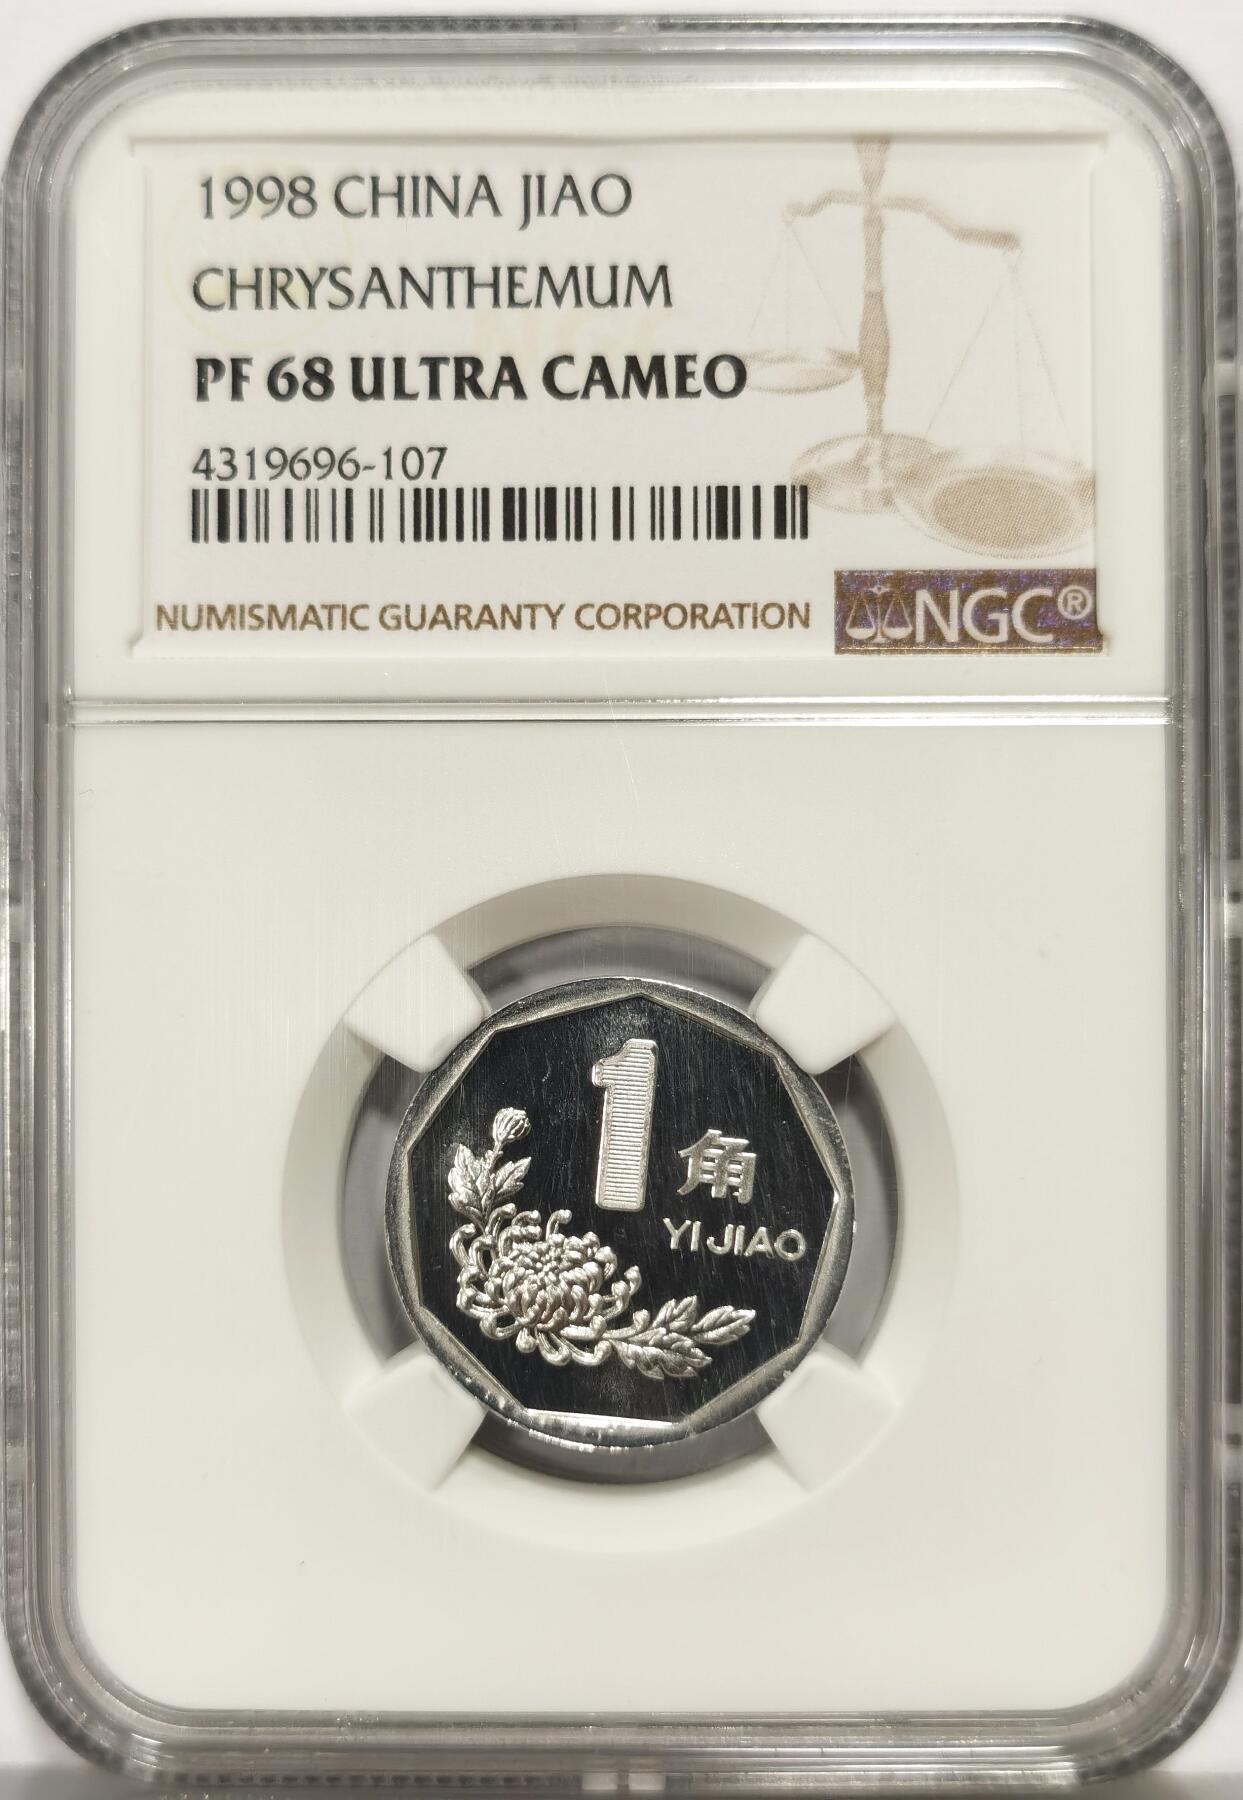 1998 CHINA JIAO
CHRYSANTHEMUM
PF 68 ULTRA CAMEO
4319696-107
NUMISMATIC GUARANTY CORPORATION
NGC®
1 角
YI JIAO